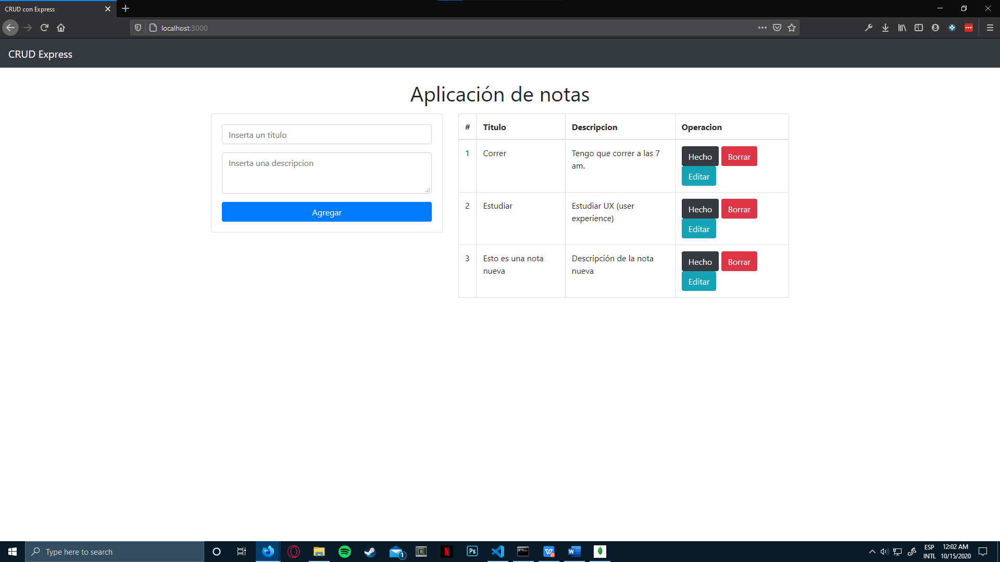 CRUD con Express
localhost:3000
CRUD Express
Aplicación de notas
Inserta un titulo
Inserta una descripcion
Agregar
# Titulo Descripcion Operacion
1 Correr Tengo que correr a las 7 Hecho Borrar
am.
Editar
2 Estudiar Estudiar UX (user Hecho Borrar
experience)
Editar
3 Esto es una nota Descripción de la nota Hecho Borrar
nueva nueva
Editar
Type here to search
1
N
Ps
W
ESP 12:02 AM
INTL 10/15/2020